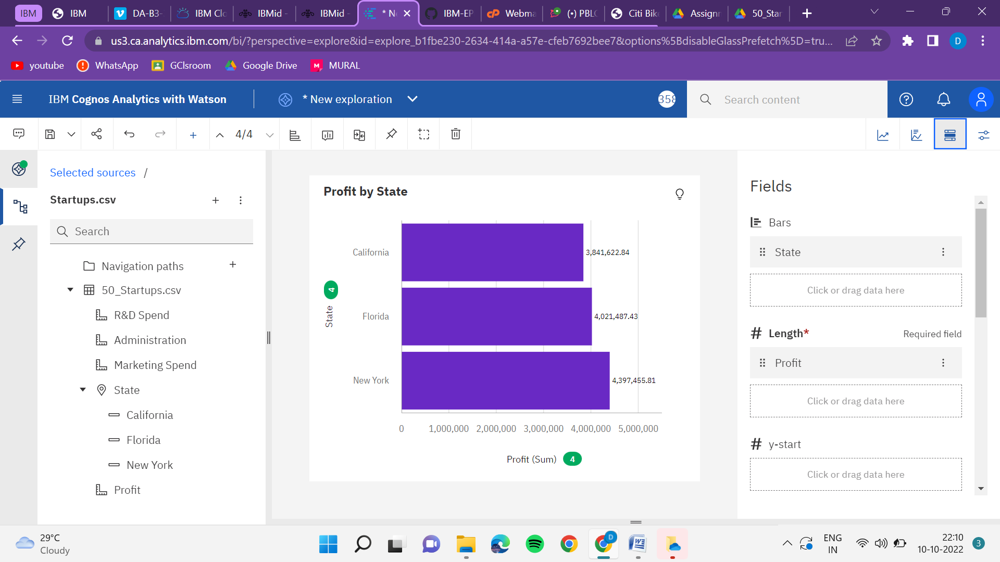 IBM
IBM
DA-B3-
IBM Clo
IBMid -
IBMid -
* Ne
IBM-EP
Webma
(•) PBLC
Citi Bike
Assignm
50_Star
us3.ca.analytics.ibm.com/bi/?perspective=explore&id=explore_b1fbe230-2634-414a-a57e-cfeb7692bee7&options%5BdisableGlassPrefetch%5D=tru...
D
youtube
WhatsApp
GClsroom
Google Drive
MURAL
IBM Cognos Analytics with Watson
* New exploration
358
Search content
4/4
Selected sources /
Startups.csv
Search
Navigation paths
50_Startups.csv
R&D Spend
Administration
Marketing Spend
State
California
Florida
New York
Profit
Profit by State
State 4
California
3,841,622.84
Florida
4,021,487.43
New York
4,397,455.81
0 1,000,000 2,000,000 3,000,000 4,000,000 5,000,000
Profit (Sum) 4
Fields
Bars
State
Click or drag data here
# Length* Required field
Profit
Click or drag data here
# y-start
Click or drag data here
29°C
Cloudy
D
ENG
IN
22:10
10-10-2022
3